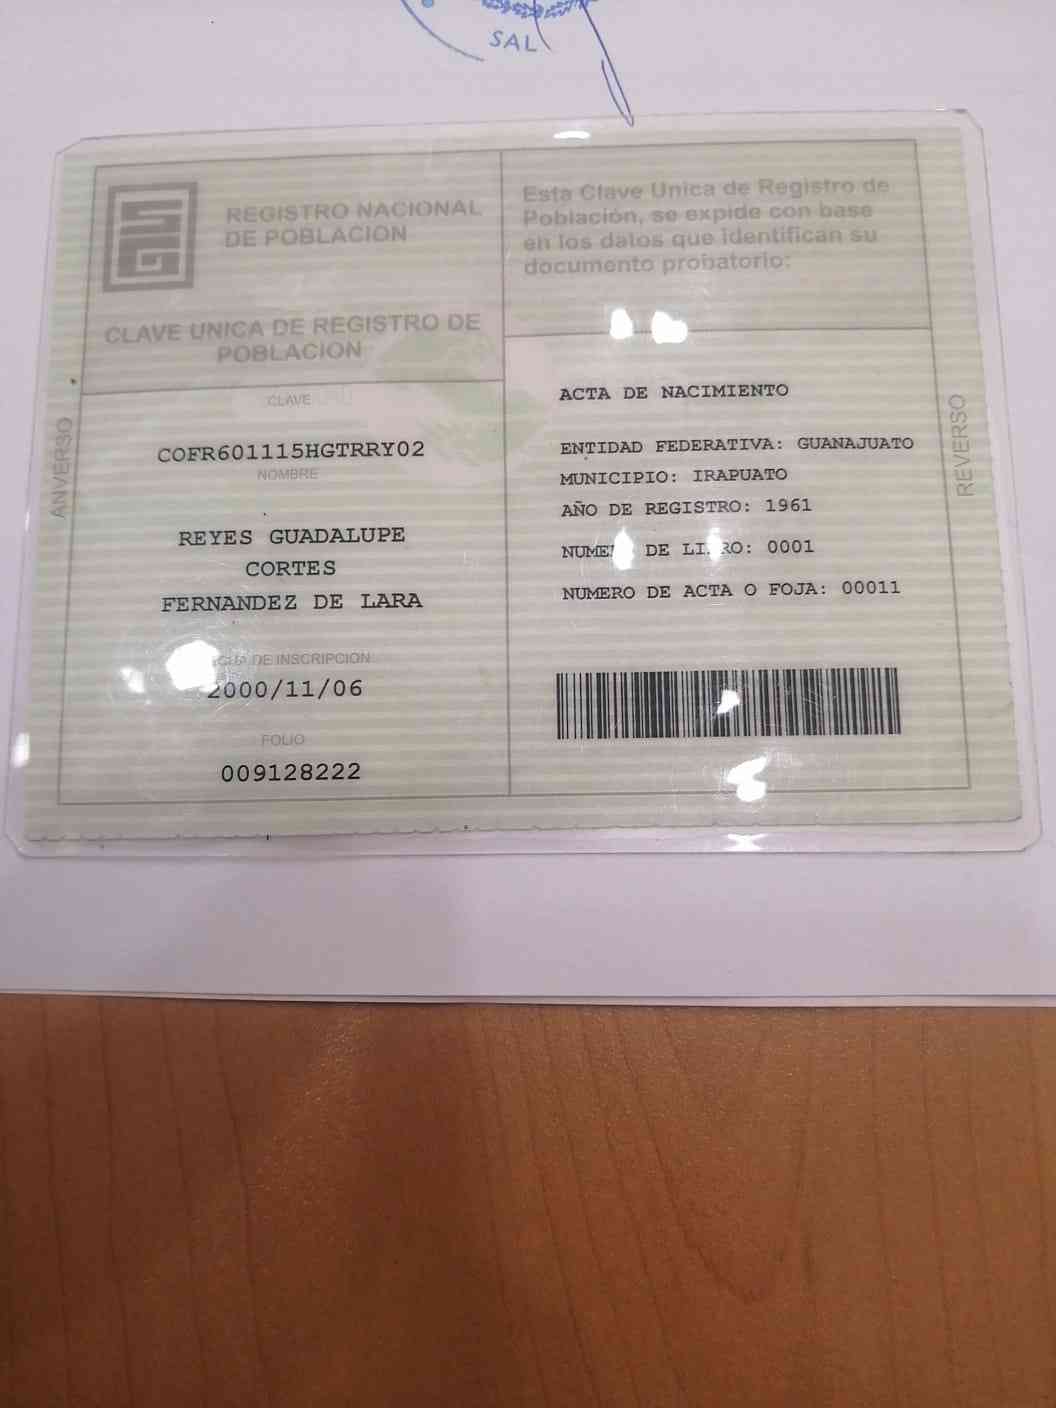 SAL
REGISTRO NACIONAL
DE POBLACION
CLAVE UNICA DE REGISTRO DE
POBLACION
ANVERSO
CLAVE
COFR601115HGTRRY02
NOMBRE
REYES GUADALUPE
CORTES
FERNANDEZ DE LARA
DE INSCRIPCION
2000/11/06
FOLIO
009128222
Esta Clave Unica de Registro de
Población, se expide con base
en los datos que identifican su
documento probatorio:
ACTA DE NACIMIENTO
ENTIDAD FEDERATIVA: GUANAJUATO
MUNICIPIO: IRAPUATO
AÑO DE REGISTRO: 1961
NUMERO DE LIBRO: 0001
NUMERO DE ACTA O FOJA: 00011
REVERSO